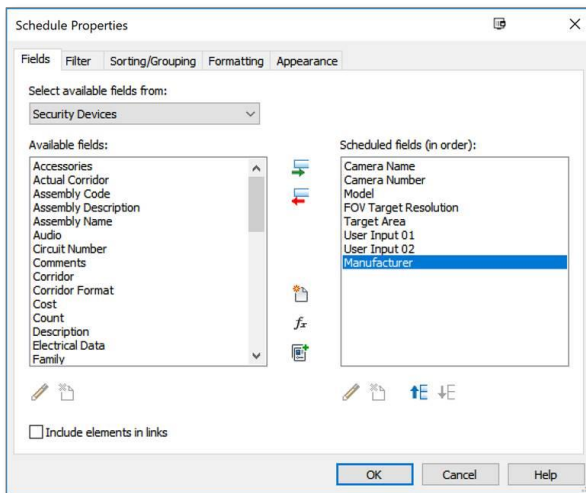 Schedule Properties
Fields Filter Sorting/Grouping Formatting Appearance
Select available fields from:
Security Devices
Available fields:
Accessories
Actual Corridor
Assembly Code
Assembly Description
Assembly Name
Audio
Circuit Number
Comments
Corridor
Corridor Format
Cost
Count
Description
Electrical Data
Family
fx
Scheduled fields (in order):
Camera Name
Camera Number
Model
FOV Target Resolution
Target Area
User Input 01
User Input 02
Manufacturer
Include elements in links
OK Cancel Help